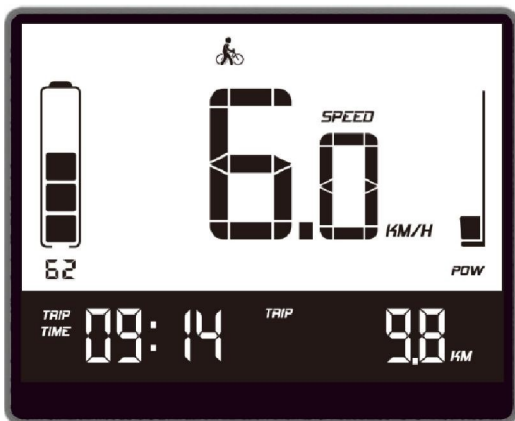 SPEED
6.0 KM/H
62
POW
TRIP TIME 09:14
TRIP 9.8 KM